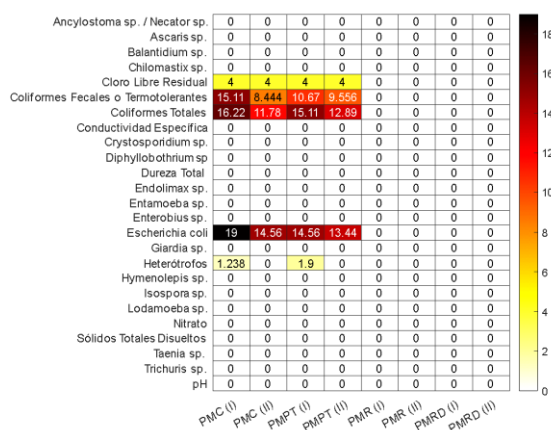 Ancylostoma sp. / Necator sp. 0 0 0 0 0 0 0 0
Ascaris sp. 0 0 0 0 0 0 0 0
Balantidium sp. 0 0 0 0 0 0 0 0
Chilomastix sp. 0 0 0 0 0 0 0 0
Cloro Libre Residual 4 4 4 4 0 0 0 0
Coliformes Fecales o Termotolerantes 15.11 8.444 10.67 9.556 0 0 0 0
Coliformes Totales 16.22 11.78 15.11 12.89 0 0 0 0
Conductividad Específica 0 0 0 0 0 0 0 0
Crystosporidium sp. 0 0 0 0 0 0 0 0
Diphyllobothrium sp 0 0 0 0 0 0 0 0
Dureza Total 0 0 0 0 0 0 0 0
Endolimax sp. 0 0 0 0 0 0 0 0
Entamoeba sp. 0 0 0 0 0 0 0 0
Enterobius sp. 0 0 0 0 0 0 0 0
Escherichia coli 19 14.56 14.56 13.44 0 0 0 0
Giardia sp. 0 0 0 0 0 0 0 0
Heterótrofos 1.238 0 1.9 0 0 0 0 0
Hymenolepis sp. 0 0 0 0 0 0 0 0
Isospora sp. 0 0 0 0 0 0 0 0
Lodamoeba sp. 0 0 0 0 0 0 0 0
Nitrato 0 0 0 0 0 0 0 0
Sólidos Totales Disueltos 0 0 0 0 0 0 0 0
Taenia sp. 0 0 0 0 0 0 0 0
Trichuris sp. 0 0 0 0 0 0 0 0
pH 0 0 0 0 0 0 0 0
PMC (I) PMC (II) PMPT (I) PMPT (II) PMR (I) PMR (II) PMRD (I) PMRD (II)
18
16
14
12
10
8
6
4
2
0